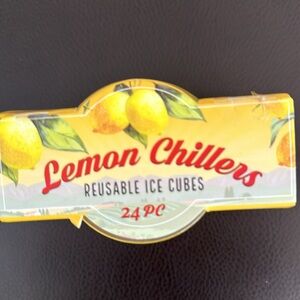 Lemon Chillers
REUSABLE ICE CUBES
24 PC